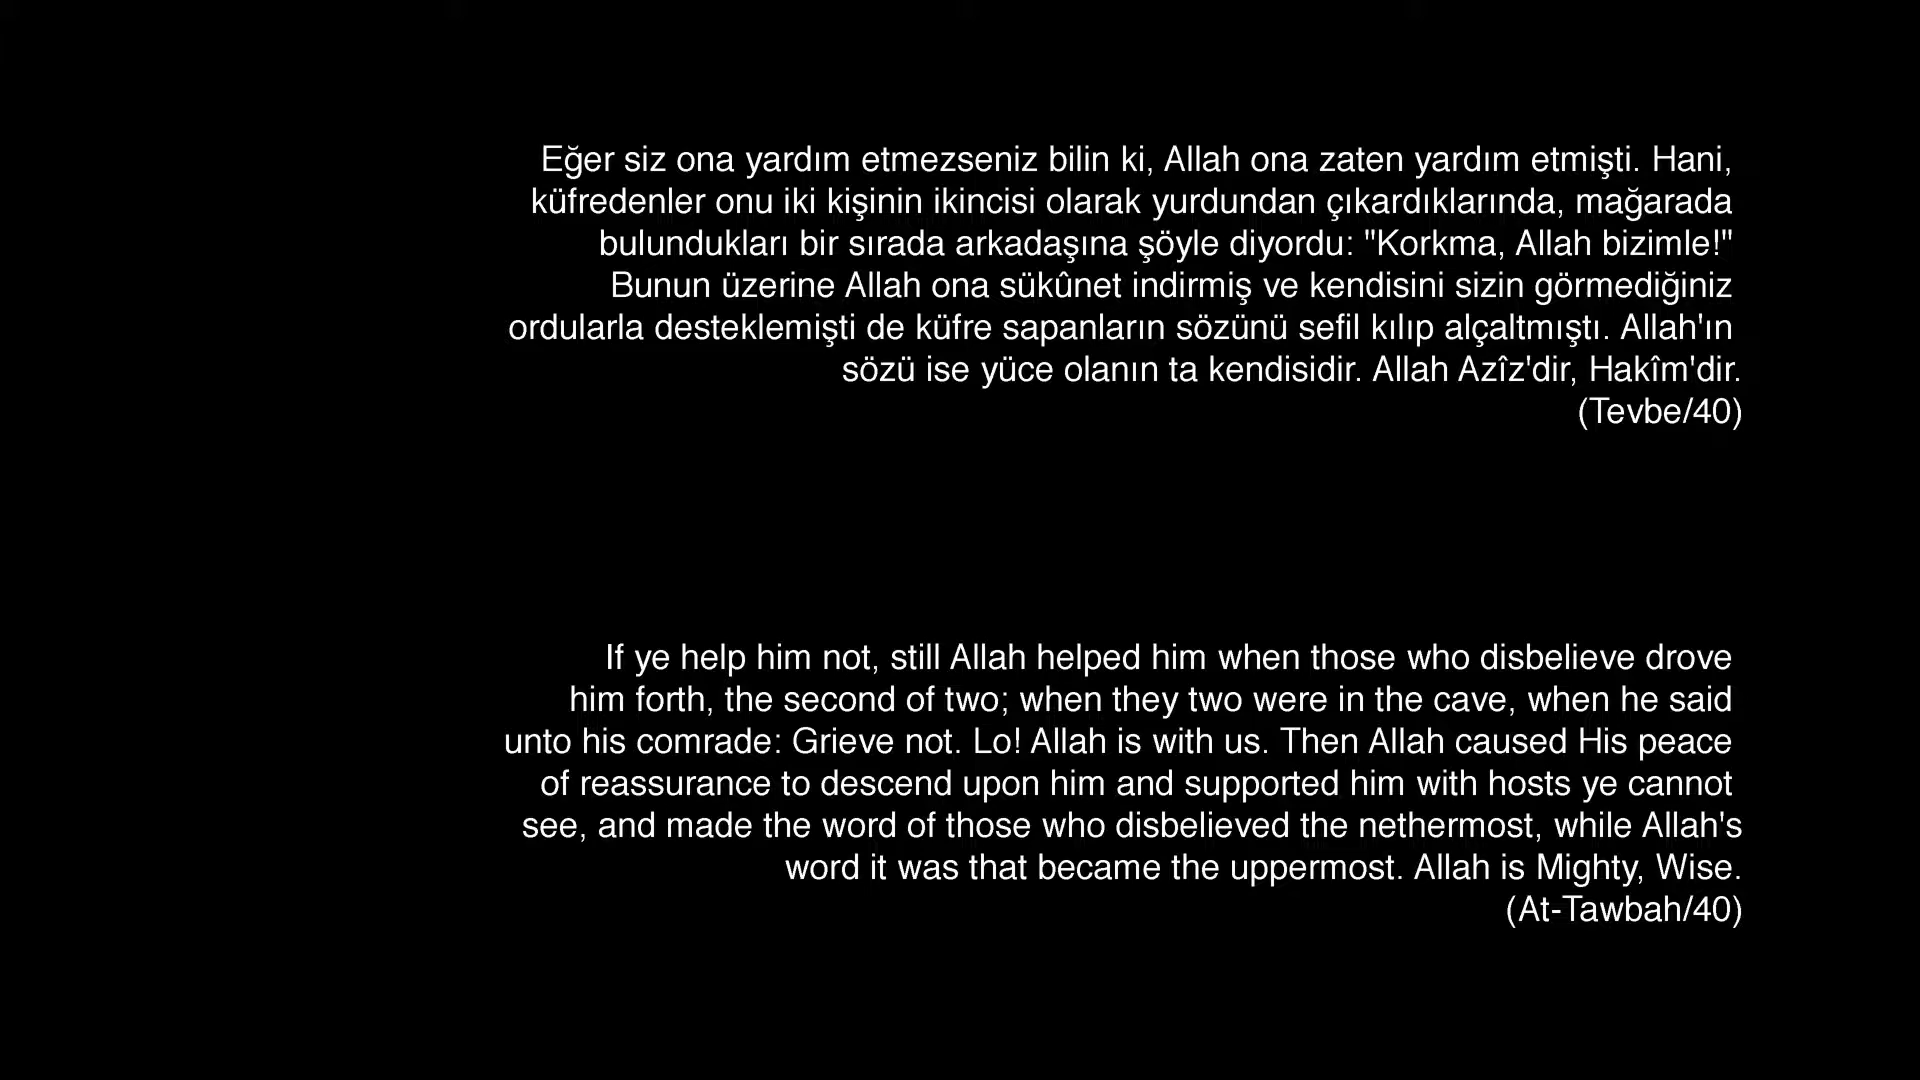 Eğer siz ona yardım etmezseniz bilin ki, Allah ona zaten yardım etmişti. Hani,
küfredenler onu iki kişinin ikincisi olarak yurdundan çıkardıklarında, mağarada
bulundukları bir sırada arkadaşına şöyle diyordu: "Korkma, Allah bizimle!"
Bunun üzerine Allah ona sükûnet indirmiş ve kendisini sizin görmediğiniz
ordularla desteklemişti de küfre sapanların sözünü sefil kılıp alçaltmıştı. Allah'ın
sözü ise yüce olanın ta kendisidir. Allah Azîz'dir, Hakîm'dir.
(Tevbe/40)
If ye help him not, still Allah helped him when those who disbelieve drove
him forth, the second of two; when they two were in the cave, when he said
unto his comrade: Grieve not. Lo! Allah is with us. Then Allah caused His peace
of reassurance to descend upon him and supported him with hosts ye cannot
see, and made the word of those who disbelieved the nethermost, while Allah's
word it was that became the uppermost. Allah is Mighty, Wise.
(At-Tawbah/40)